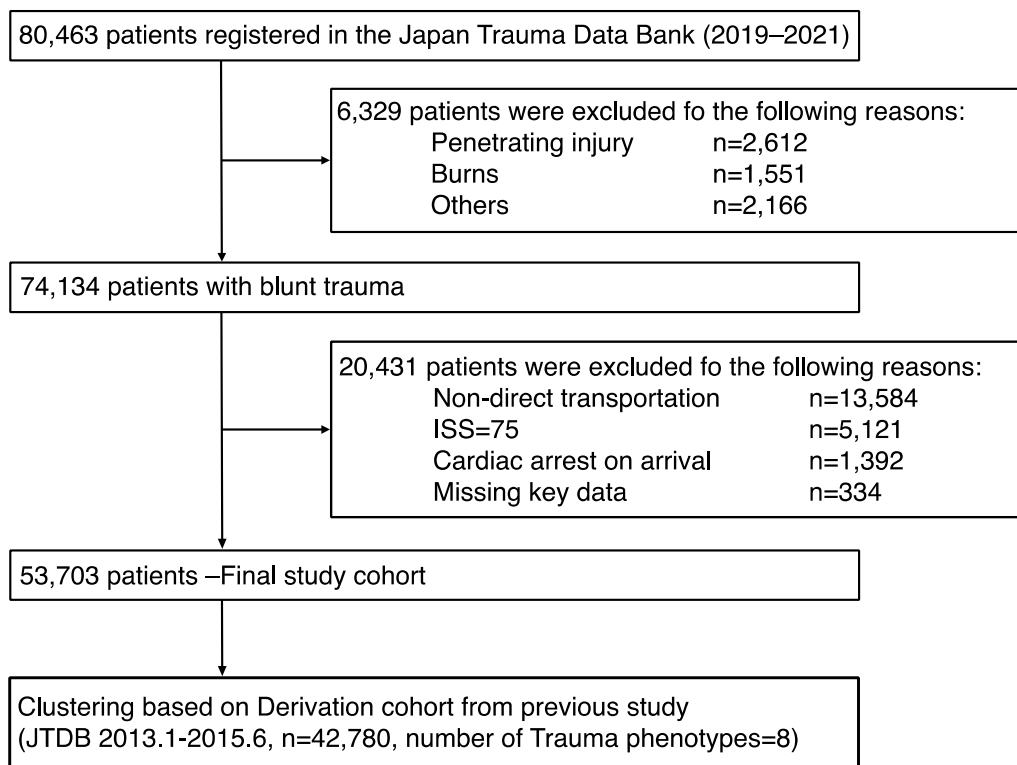 80,463 patients registered in the Japan Trauma Data Bank (2019–2021)
6,329 patients were excluded fo the following reasons:
Penetrating injury n=2,612
Burns n=1,551
Others n=2,166
74,134 patients with blunt trauma
20,431 patients were excluded fo the following reasons:
Non-direct transportation n=13,584
ISS=75 n=5,121
Cardiac arrest on arrival n=1,392
Missing key data n=334
53,703 patients –Final study cohort
Clustering based on Derivation cohort from previous study
(JTDB 2013.1-2015.6, n=42,780, number of Trauma phenotypes=8)